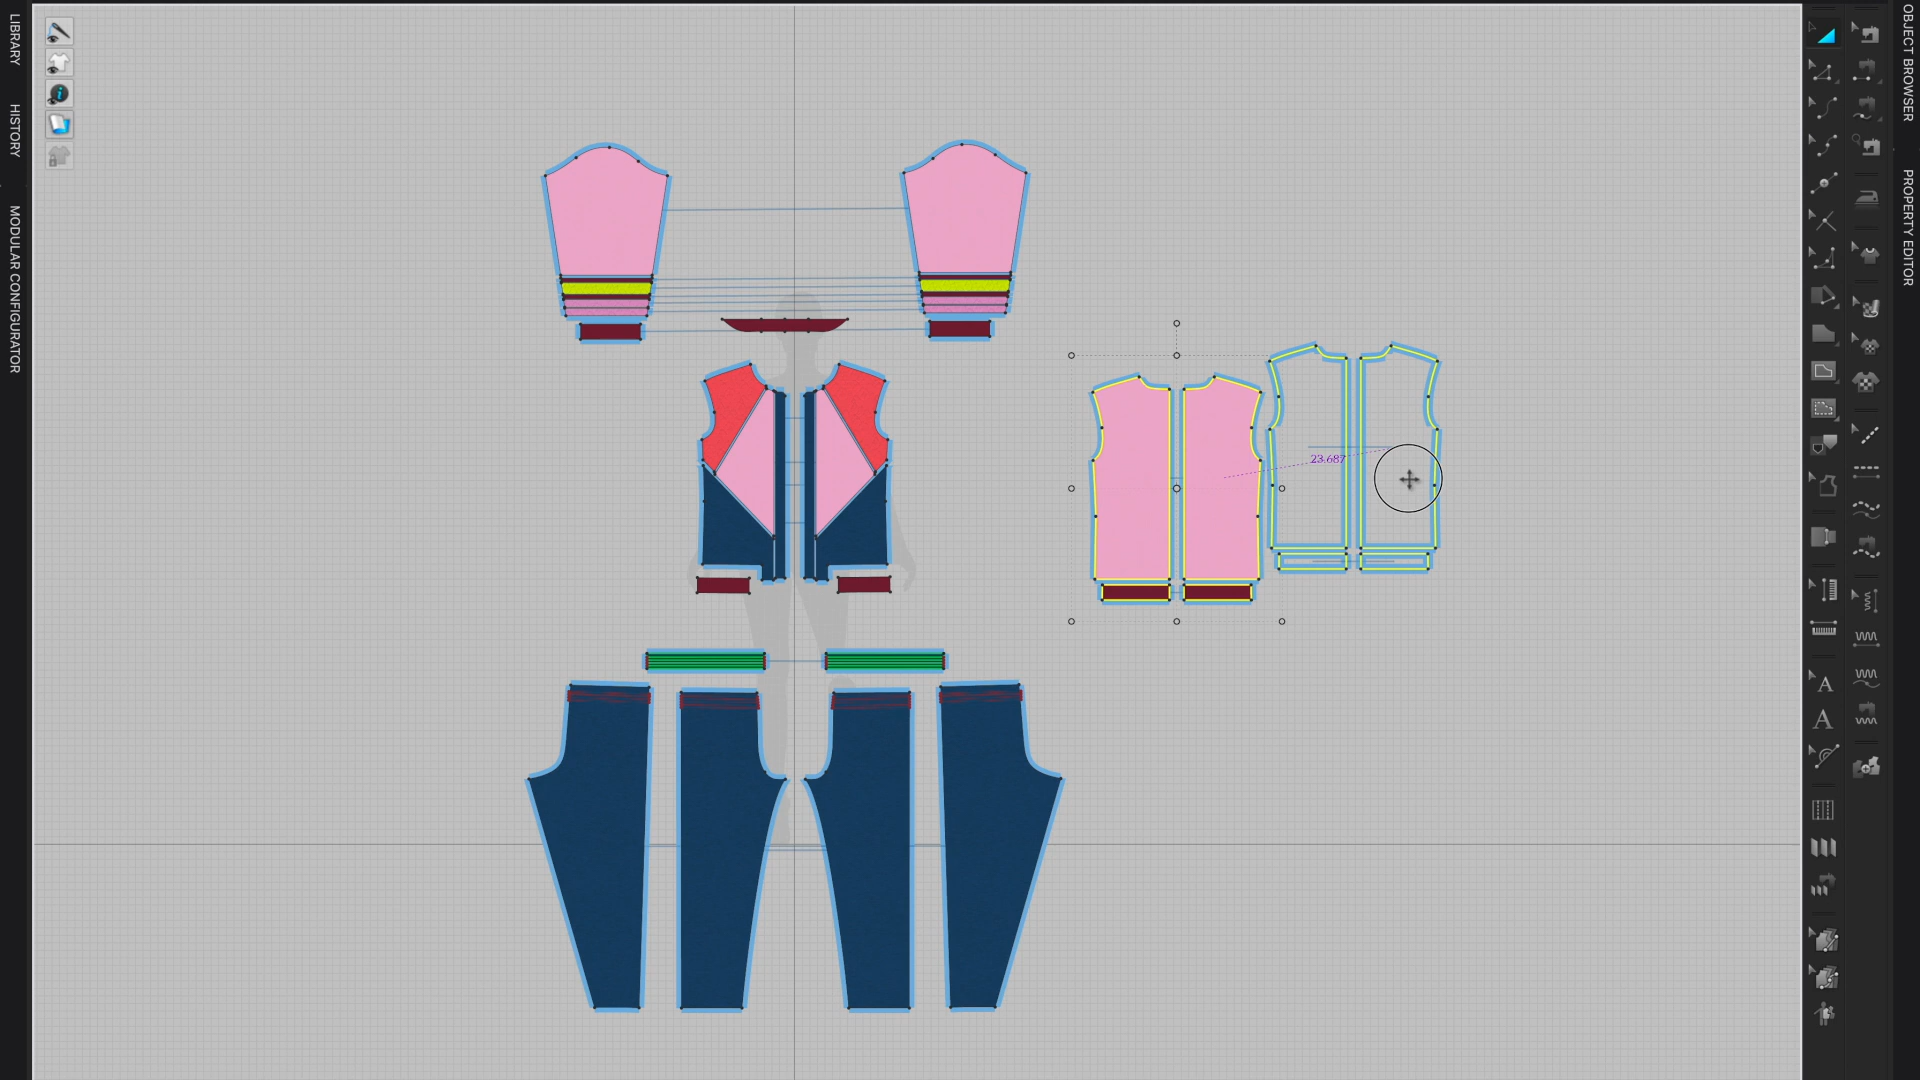 LIBRARY
HISTORY
MODULAR CONFIGURATOR
23.687
OBJECT BROWSER
PROPERTY EDITOR
A
A